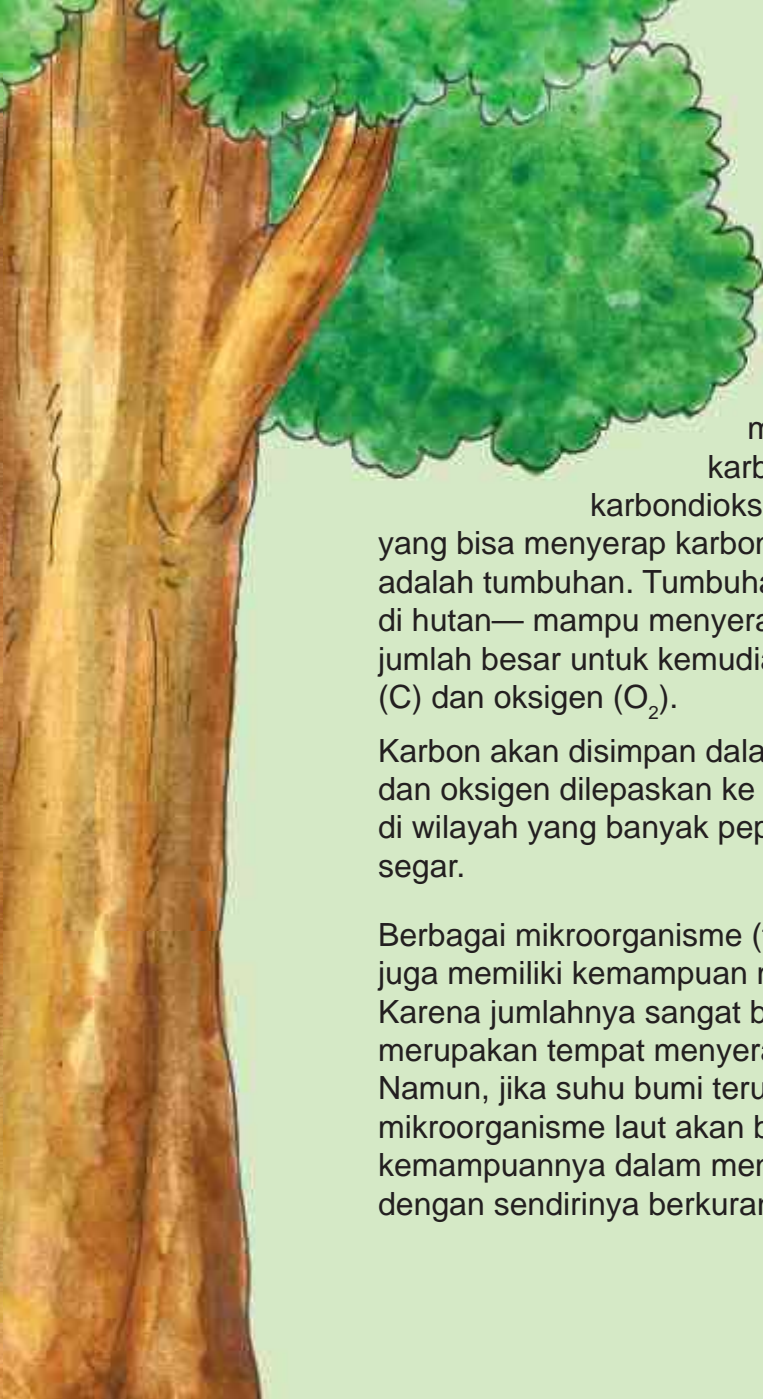 m
karb
karbondioks
yang bisa menyerap karbon
adalah tumbuhan. Tumbuha
di hutan— mampu menyera
jumlah besar untuk kemudia
(C) dan oksigen (O₂).
Karbon akan disimpan dala
dan oksigen dilepaskan ke
di wilayah yang banyak pep
segar.
Berbagai mikroorganisme (
juga memiliki kemampuan
Karena jumlahnya sangat b
merupakan tempat menyera
Namun, jika suhu bumi teru
mikroorganisme laut akan b
kemampuannya dalam men
dengan sendirinya berkuran